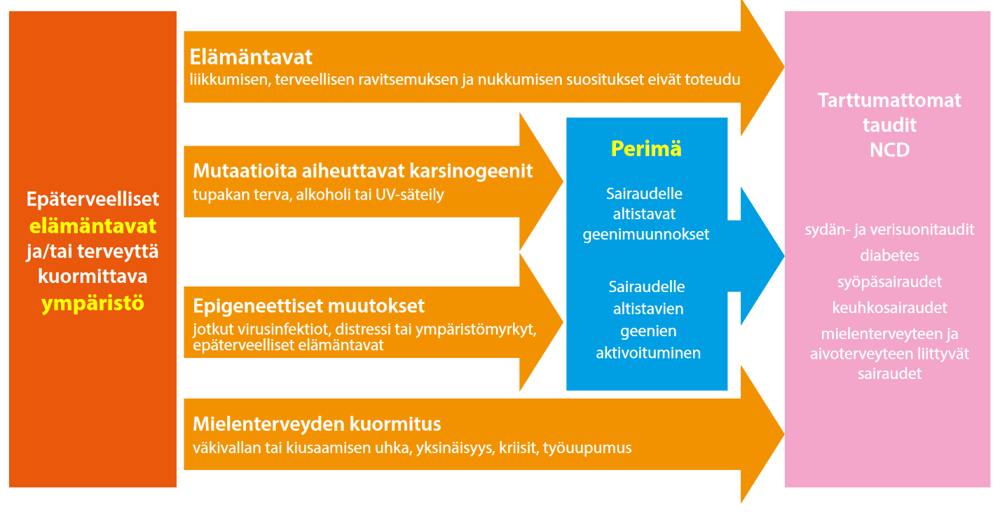 Epäterveelliset
elämäntavat
ja/tai terveyttä
kuormittava
ympäristö
Elämäntavat
liikkumisen, terveellisen ravitsemuksen ja nukkumisen suositukset eivät toteudu
Mutaatioita aiheuttavat karsinogeenit
tupakan terva, alkoholi tai UV-säteily
Epigeneettiset muutokset
jotkut virusinfektiot, distressi tai ympäristömyrkyt,
epäterveelliset elämäntavat
Mielenterveyden kuormitus
väkivallan tai kiusaamisen uhka, yksinäisyys, kriisit, työuupumus
Perimä
Sairaudelle
altistavat
geenimuunnokset
Sairaudelle
altistavien
geenien
aktivoituminen
Tarttumattomat
taudit
NCD
sydän- ja verisuonitaudit
diabetes
syöpäsairaudet
keuhkosairaudet
mielenterveyteen ja
aivoterveyteen liittyvät
sairaudet